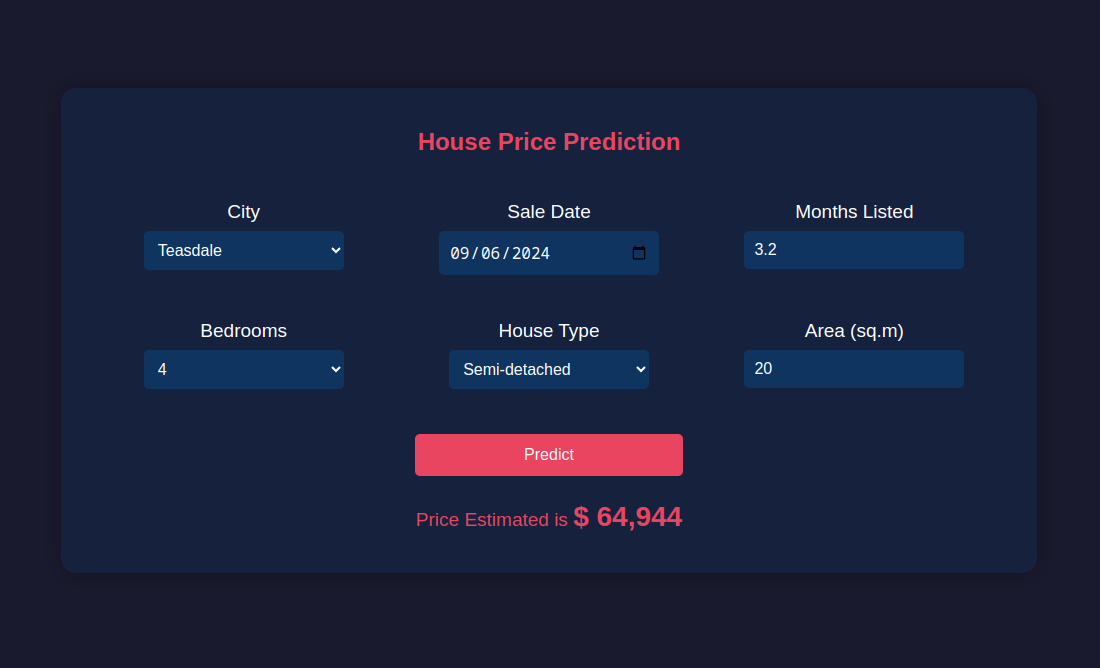 House Price Prediction
City Sale Date Months Listed
Teasdale 09/06/2024 3.2
Bedrooms House Type Area (sq.m)
4 Semi-detached 20
Predict
Price Estimated is $ 64,944